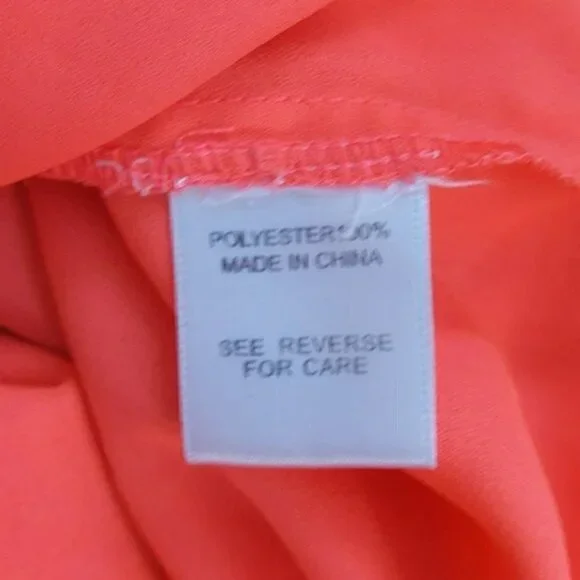 POLYESTER100%
MADE IN CHINA
SEE REVERSE
FOR CARE